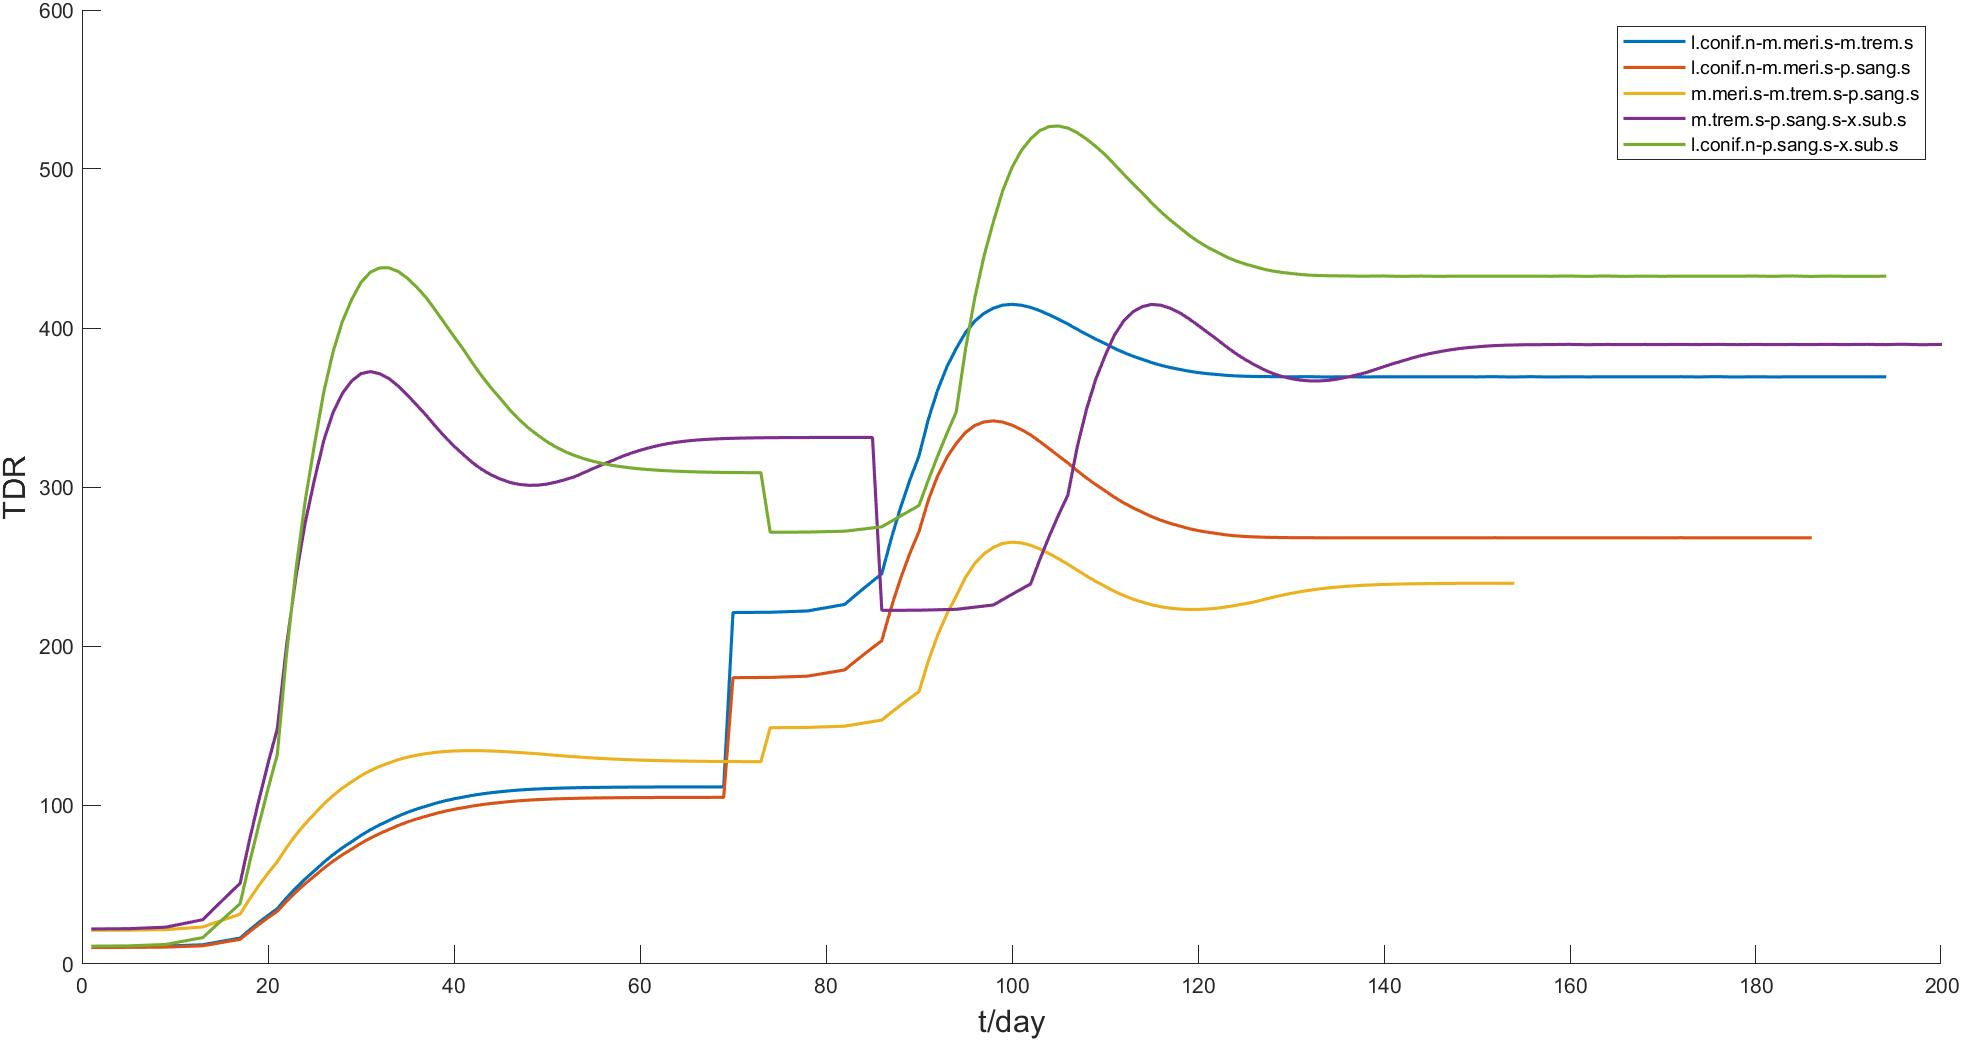 600
500
400
300
200
100
0
TDR
l.conif.n-m.meri.s-m.trem.s
l.conif.n-m.meri.s-p.sang.s
m.meri.s-m.trem.s-p.sang.s
m.trem.s-p.sang.s-x.sub.s
l.conif.n-p.sang.s-x.sub.s
0 20 40 60 80 100 120 140 160 180 200
t/day